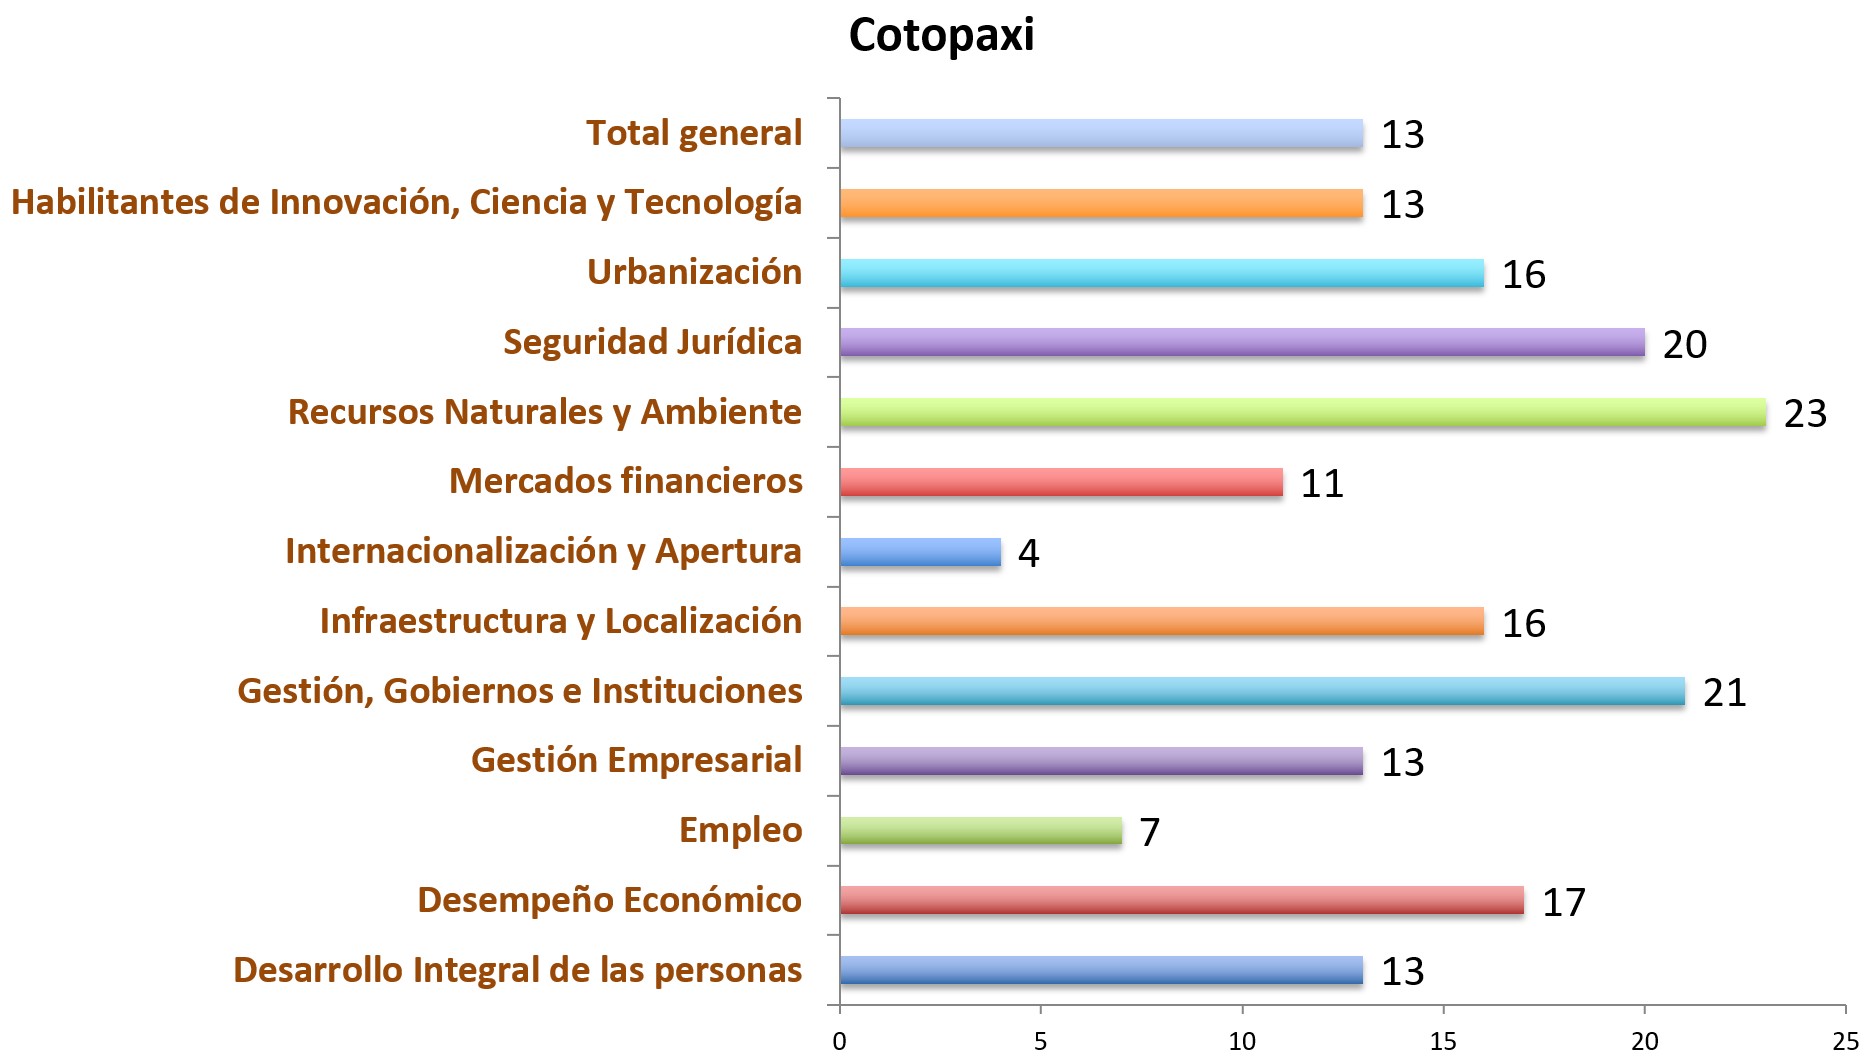 Cotopaxi
Total general 13
Habilitantes de Innovación, Ciencia y Tecnología 13
Urbanización 16
Seguridad Jurídica 20
Recursos Naturales y Ambiente 23
Mercados financieros 11
Internacionalización y Apertura 4
Infraestructura y Localización 16
Gestión, Gobiernos e Instituciones 21
Gestión Empresarial 13
Empleo 7
Desempeño Económico 17
Desarrollo Integral de las personas 13
0 5 10 15 20 25